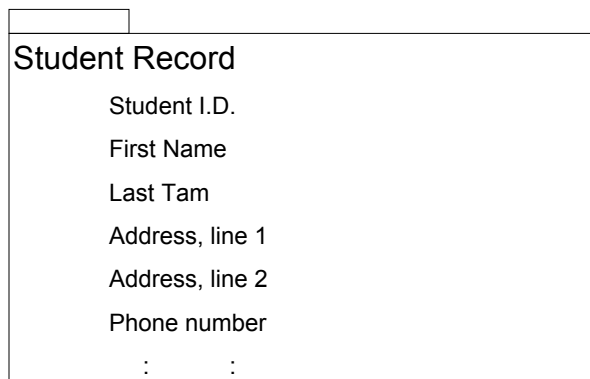 Student Record
Student I.D.
First Name
Last Tam
Address, line 1
Address, line 2
Phone number
: :